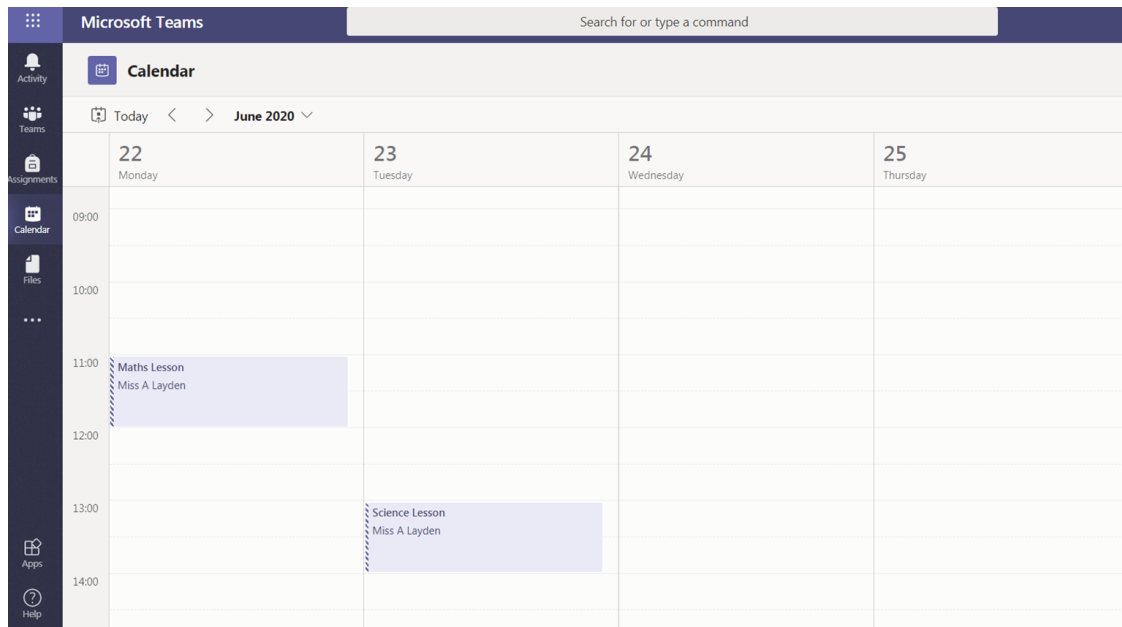 Microsoft Teams
Search for or type a command
Activity
Teams
Assignments
Calendar
Files
Apps
Help
Calendar
Today
June 2020
22
Monday
23
Tuesday
24
Wednesday
25
Thursday
09:00
10:00
11:00
Maths Lesson
Miss A Layden
12:00
13:00
Science Lesson
Miss A Layden
14:00